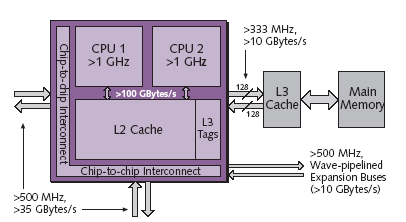 >333 MHz,
>10 GBytes/s
Chip-to-chip Interconnect
CPU 1
>1 GHz
CPU 2
>1 GHz
>100 GBytes/s
128
128
L3
Cache
Main
Memory
L2 Cache
L3
Tags
Chip-to-chip Interconnect
>500 MHz,
Wave-pipelined
Expansion Buses
(>10 GBytes/s)
>500 MHz,
>35 GBytes/s